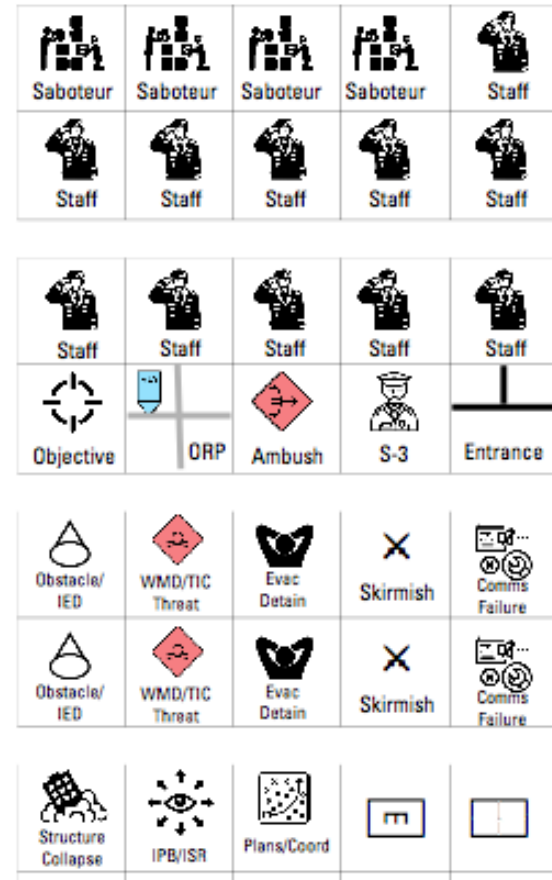 Saboteur Saboteur Saboteur Saboteur Staff
Staff Staff Staff Staff Staff
Staff Staff Staff Staff Staff
Objective ORP Ambush S-3 Entrance
Obstacle/ WMD/TIC Evac Skirmish Comms
IED Threat Detain Failure
Obstacle/ WMD/TIC Evac Skirmish Comms
IED Threat Detain Failure
Structure IPB/ISR Plans/Coord
Collapse